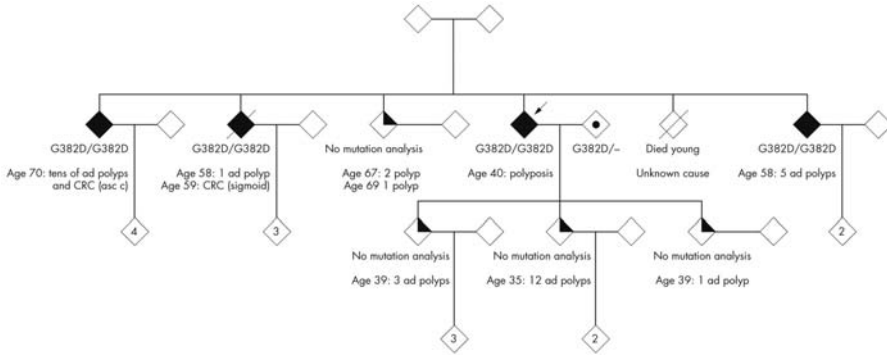 G382D/G382D
Age 70: tens of ad polyps
and CRC (asc c)
G382D/G382D
Age 58: 1 ad polyp
Age 59: CRC (sigmoid)
No mutation analysis
Age 67: 2 polyp
Age 69 1 polyp
G382D/G382D
Age 40: polyposis
G382D/–
Died young
Unknown cause
G382D/G382D
Age 58: 5 ad polyps
4
3
2
No mutation analysis
Age 39: 3 ad polyps
No mutation analysis
Age 35: 12 ad polyps
No mutation analysis
Age 39: 1 ad polyp
3
2